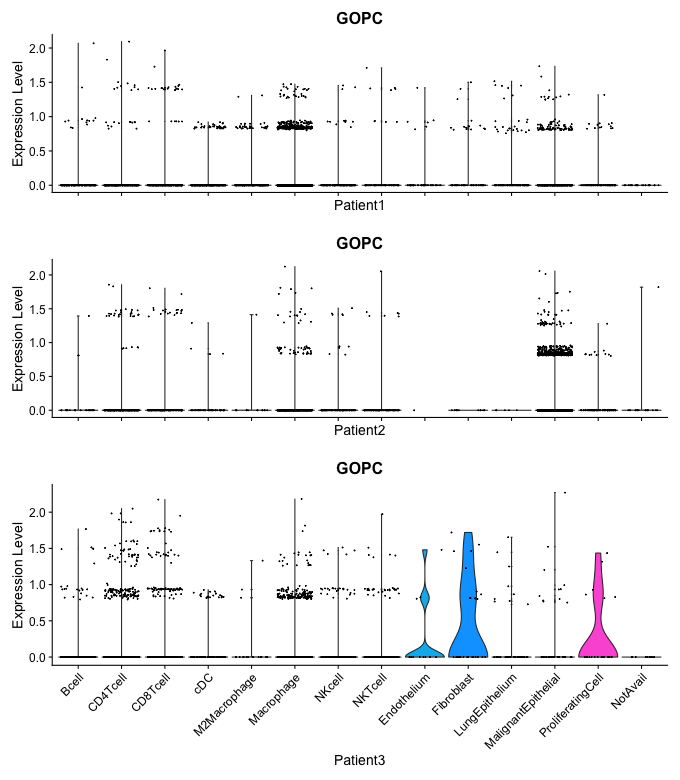 GOPC
Expression Level
2.0
1.5
1.0
0.5
0.0
Patient1
GOPC
Expression Level
2.0
1.5
1.0
0.5
0.0
Patient2
GOPC
Expression Level
2.0
1.5
1.0
0.5
0.0
Bcell
CD4Tcell
CD8Tcell
cDC
M2Macrophage
Macrophage
NKcell
NKTcell
Endothelium
Fibroblast
LungEpithelium
MalignantEpithelial
ProliferatingCell
NotAvail
Patient3